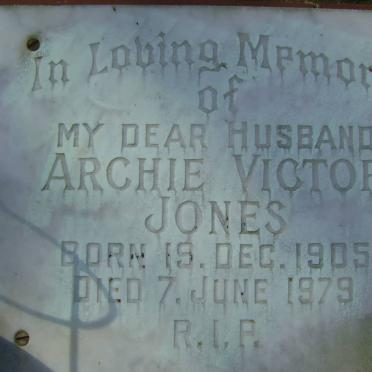 In Loving Memor
of
MY DEAR HUSBAND
ARCHIE VICTOR
JONES
BORN 19. DEC. 1905
DIED 7. JUNE 1979
R.I.P.